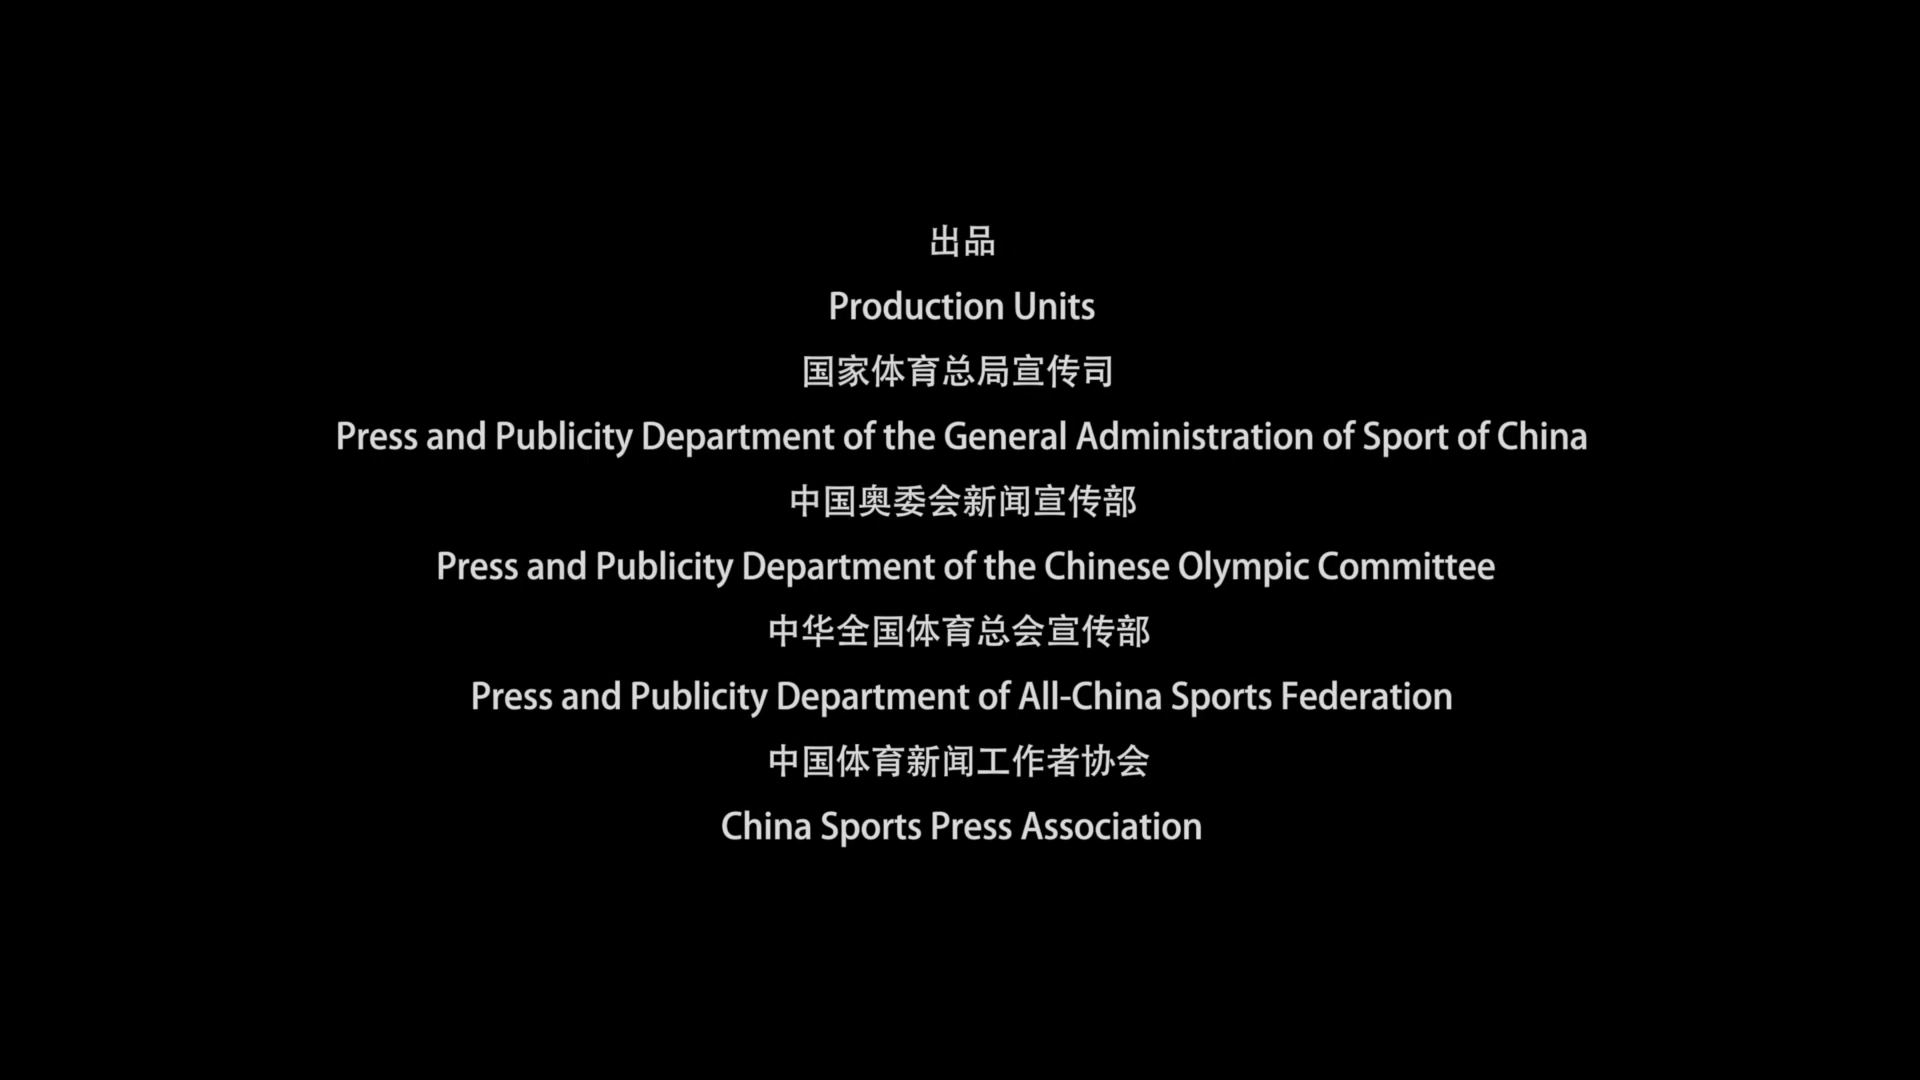 出品
Production Units
国家体育总局宣传司
Press and Publicity Department of the General Administration of Sport of China
中国奥委会新闻宣传部
Press and Publicity Department of the Chinese Olympic Committee
中华全国体育总会宣传部
Press and Publicity Department of All-China Sports Federation
中国体育新闻工作者协会
China Sports Press Association